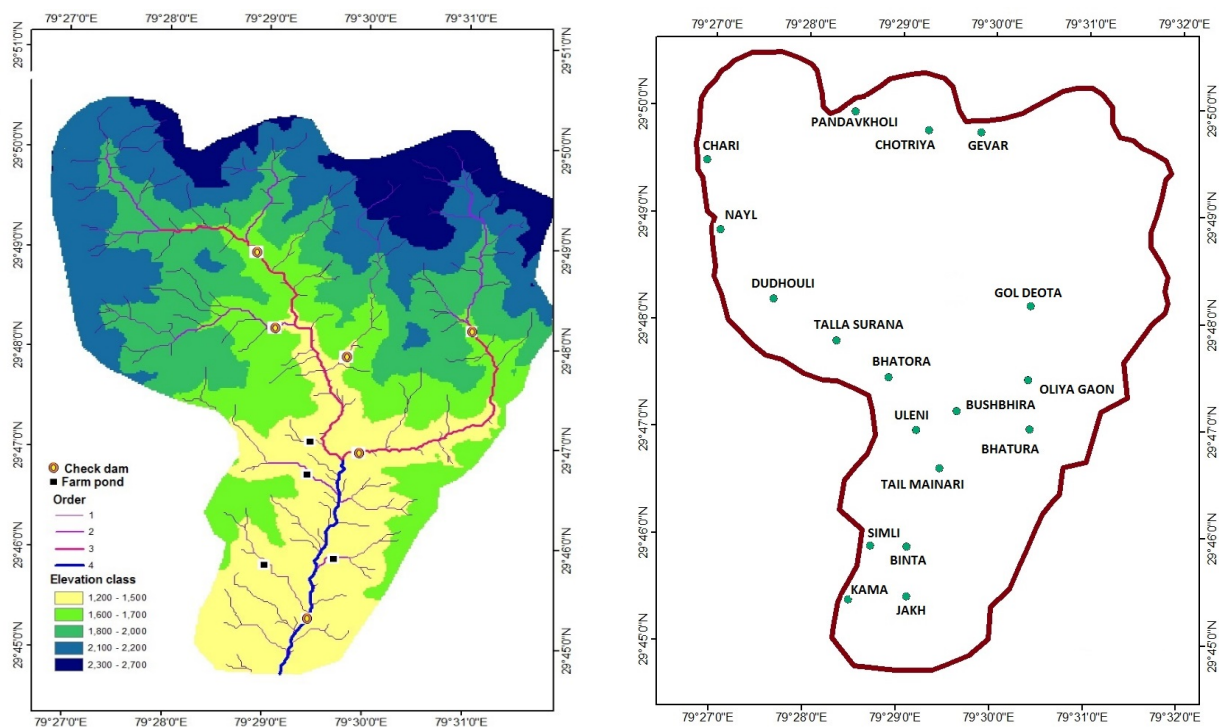 79°27'0"E 79°28'0"E 79°29'0"E 79°30'0"E 79°31'0"E
29°51'0"N
29°50'0"N
29°49'0"N
29°48'0"N
29°47'0"N
29°46'0"N
29°45'0"N
29°51'0"N
29°50'0"N
29°49'0"N
29°48'0"N
29°47'0"N
29°46'0"N
29°45'0"N
Check dam
Farm pond
Order
1
2
3
4
Elevation class
1,200 - 1,500
1,600 - 1,700
1,800 - 2,000
2,100 - 2,200
2,300 - 2,700
79°27'0"E 79°28'0"E 79°29'0"E 79°30'0"E 79°31'0"E
79°27'0"E 79°28'0"E 79°29'0"E 79°30'0"E 79°31'0"E 79°32'0"E
29°50'0"N
29°49'0"N
29°48'0"N
29°47'0"N
29°46'0"N
29°45'0"N
PANDAVKHOLI
CHOTRIYA
GEVAR
CHARI
NAYL
DUDHOULI
GOL DEOTA
TALLA SURANA
BHATORA
OLIYA GAON
BUSHBHIRA
ULENI
BHATURA
TAIL MAINARI
SIMLI
BINTA
KAMA
JAKH
29°50'0"N
29°49'0"N
29°48'0"N
29°47'0"N
29°46'0"N
29°45'0"N
79°27'0"E 79°28'0"E 79°29'0"E 79°30'0"E 79°31'0"E 79°32'0"E